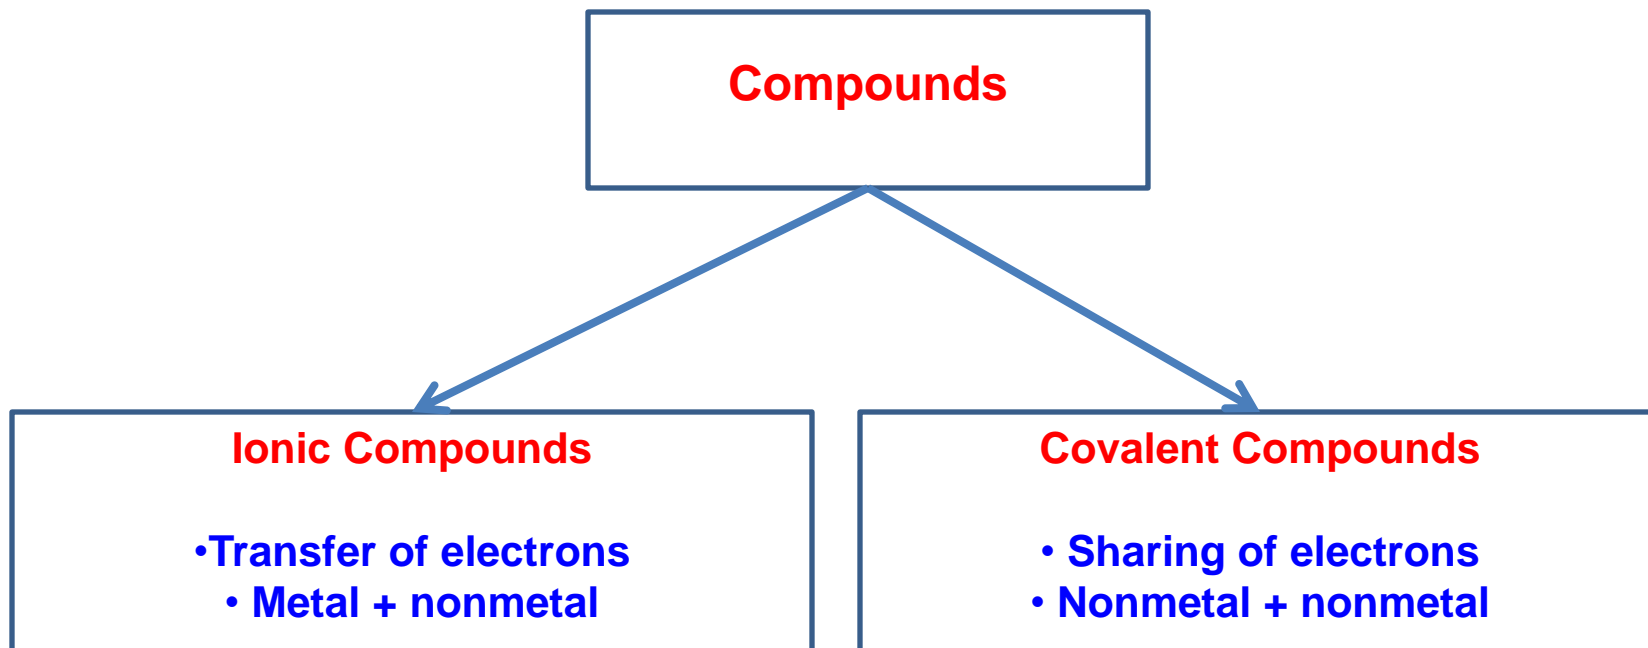 Compounds
Ionic Compounds
•Transfer of electrons
• Metal + nonmetal
Covalent Compounds
• Sharing of electrons
• Nonmetal + nonmetal